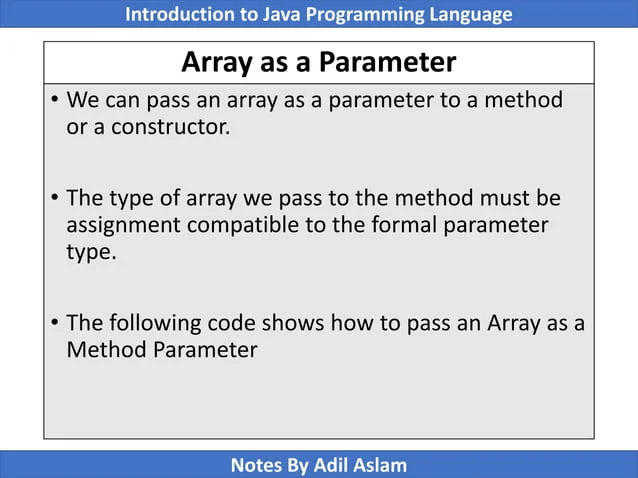 Introduction to Java Programming Language
Array as a Parameter
• We can pass an array as a parameter to a method
or a constructor.
• The type of array we pass to the method must be
assignment compatible to the formal parameter
type.
• The following code shows how to pass an Array as a
Method Parameter
Notes By Adil Aslam